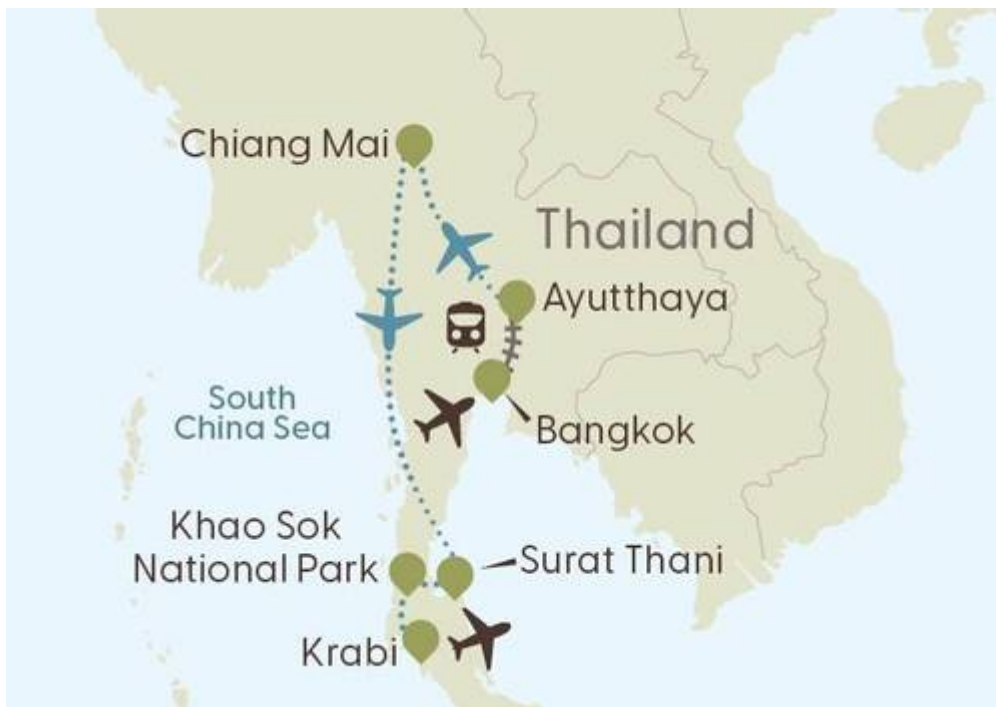 Chiang Mai
Thailand
Ayutthaya
South
China Sea
Bangkok
Khao Sok
National Park
Surat Thani
Krabi